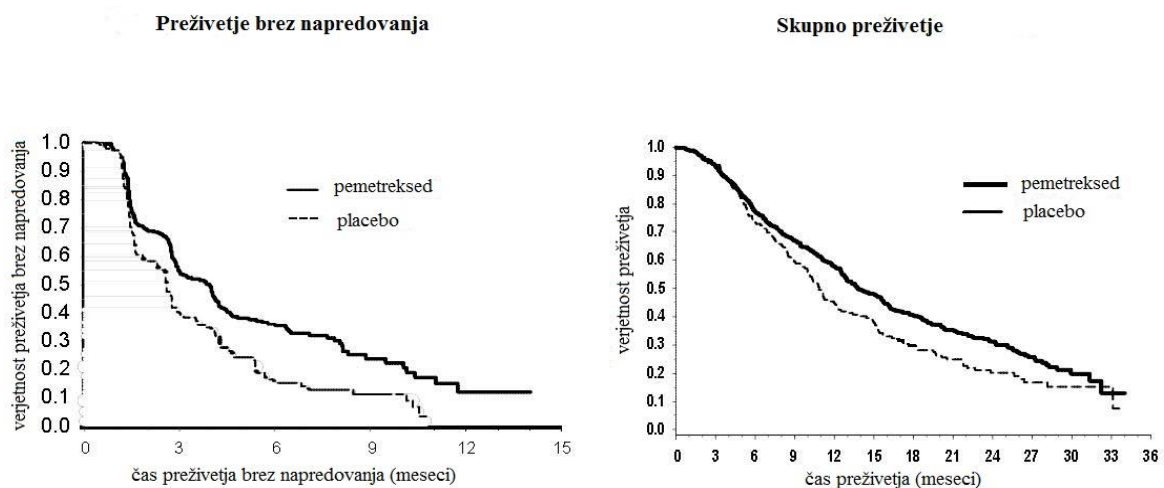 Preživetje brez napredovanja
verjetnost preživetja brez napredovanja
1.0
0.9
0.8
0.7
0.6
0.5
0.4
0.3
0.2
0.1
0.0
pemetreksed
placebo
0 3 6 9 12 15
čas preživetja brez napredovanja (meseci)
Skupno preživetje
verjetnost preživetja
1.0
0.9
0.8
0.7
0.6
0.5
0.4
0.3
0.2
0.1
0.0
pemetreksed
placebo
0 3 6 9 12 15 18 21 24 27 30 33 36
čas preživetja (meseci)